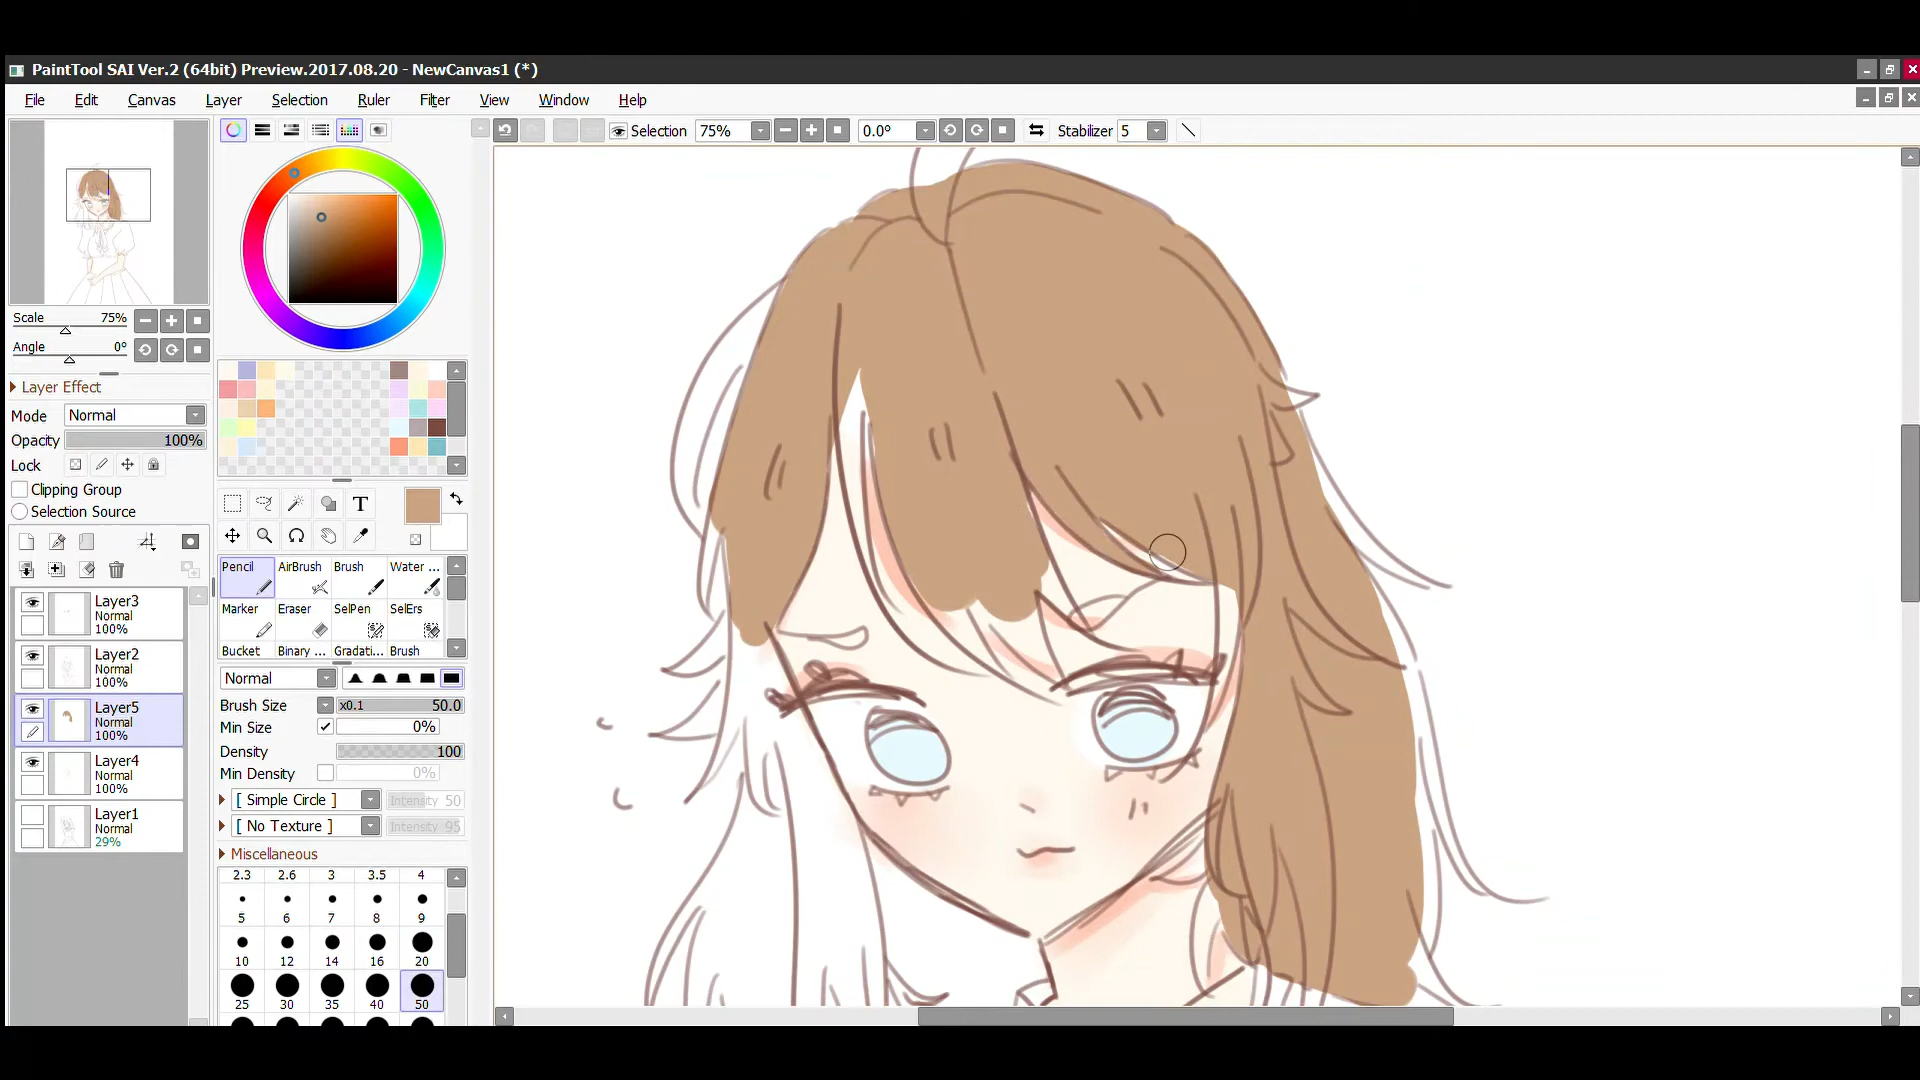 PaintTool SAI Ver.2 (64bit) Preview.2017.08.20 - NewCanvas1 (*)
File Edit Canvas Layer Selection Ruler Filter View Window Help
Selection 75% 0.0° Stabilizer 5
Scale 75%
Angle 0°
Layer Effect
Mode Normal
Opacity 100%
Lock
Clipping Group
Selection Source
Layer3
Normal
100%
Layer2
Normal
100%
Layer5
Normal
100%
Layer4
Normal
100%
Layer1
Normal
29%
T
Pencil AirBrush Brush Water ...
Marker Eraser SelPen SelErs
Bucket Binary ... Gradati... Brush
Normal
Brush Size x0.1 50.0
Min Size 0%
Density 100
Min Density 0%
[ Simple Circle ] Intensity 50
[ No Texture ] Intensity 95
Miscellaneous
2.3 2.6 3 3.5 4
5 6 7 8 9
10 12 14 16 20
25 30 35 40 50